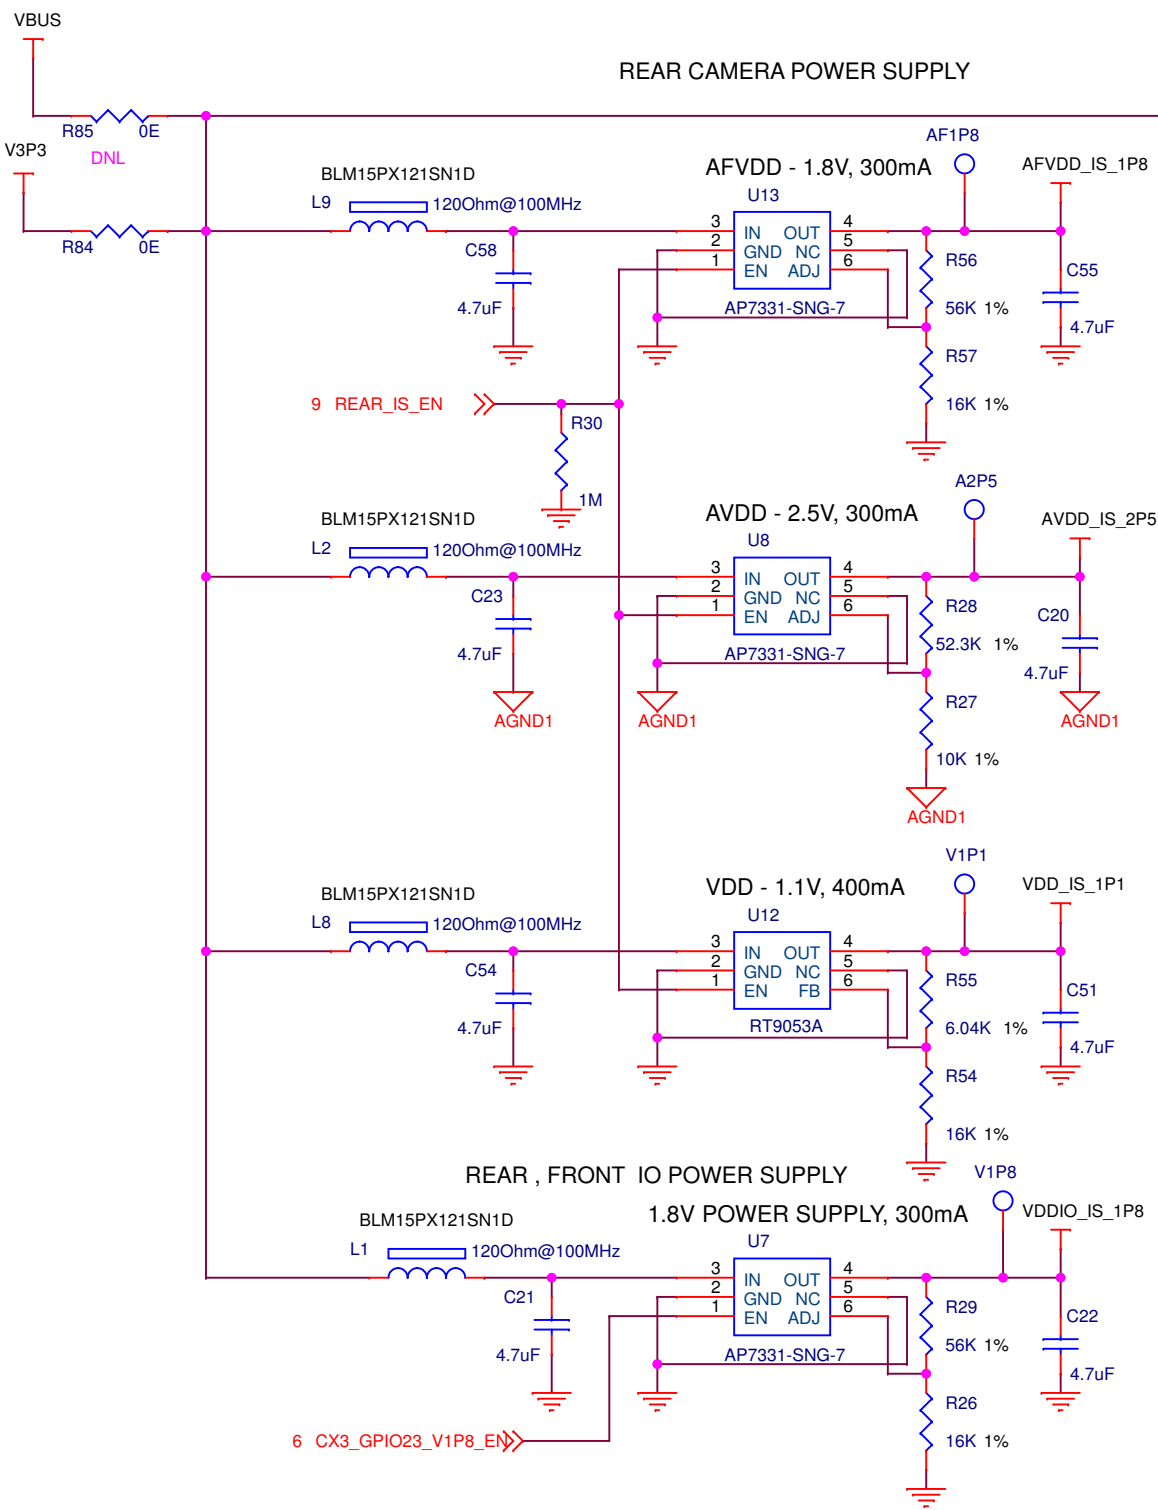 VBUS
REAR CAMERA POWER SUPPLY
R85 0E
DNL
V3P3
R84 0E
BLM15PX121SN1D
L9 120Ohm@100MHz
C58
4.7uF
AFVDD - 1.8V, 300mA
U13
3 IN OUT 4
2 GND NC 5
1 EN ADJ 6
AP7331-SNG-7
AF1P8
AFVDD_IS_1P8
R56
56K 1%
C55
4.7uF
R57
16K 1%
9 REAR_IS_EN
R30
1M
BLM15PX121SN1D
L2 120Ohm@100MHz
C23
4.7uF
AGND1
AVDD - 2.5V, 300mA
U8
3 IN OUT 4
2 GND NC 5
1 EN ADJ 6
AP7331-SNG-7
AGND1
A2P5
AVDD_IS_2P5
R28
52.3K 1%
C20
4.7uF
AGND1
R27
10K 1%
AGND1
BLM15PX121SN1D
L8 120Ohm@100MHz
C54
4.7uF
VDD - 1.1V, 400mA
U12
3 IN OUT 4
2 GND NC 5
1 EN FB 6
RT9053A
V1P1
VDD_IS_1P1
R55
6.04K 1%
C51
4.7uF
R54
16K 1%
REAR , FRONT IO POWER SUPPLY
1.8V POWER SUPPLY, 300mA
BLM15PX121SN1D
L1 120Ohm@100MHz
C21
4.7uF
U7
3 IN OUT 4
2 GND NC 5
1 EN ADJ 6
AP7331-SNG-7
V1P8
VDDIO_IS_1P8
R29
56K 1%
C22
4.7uF
R26
16K 1%
6 CX3_GPIO23_V1P8_EN